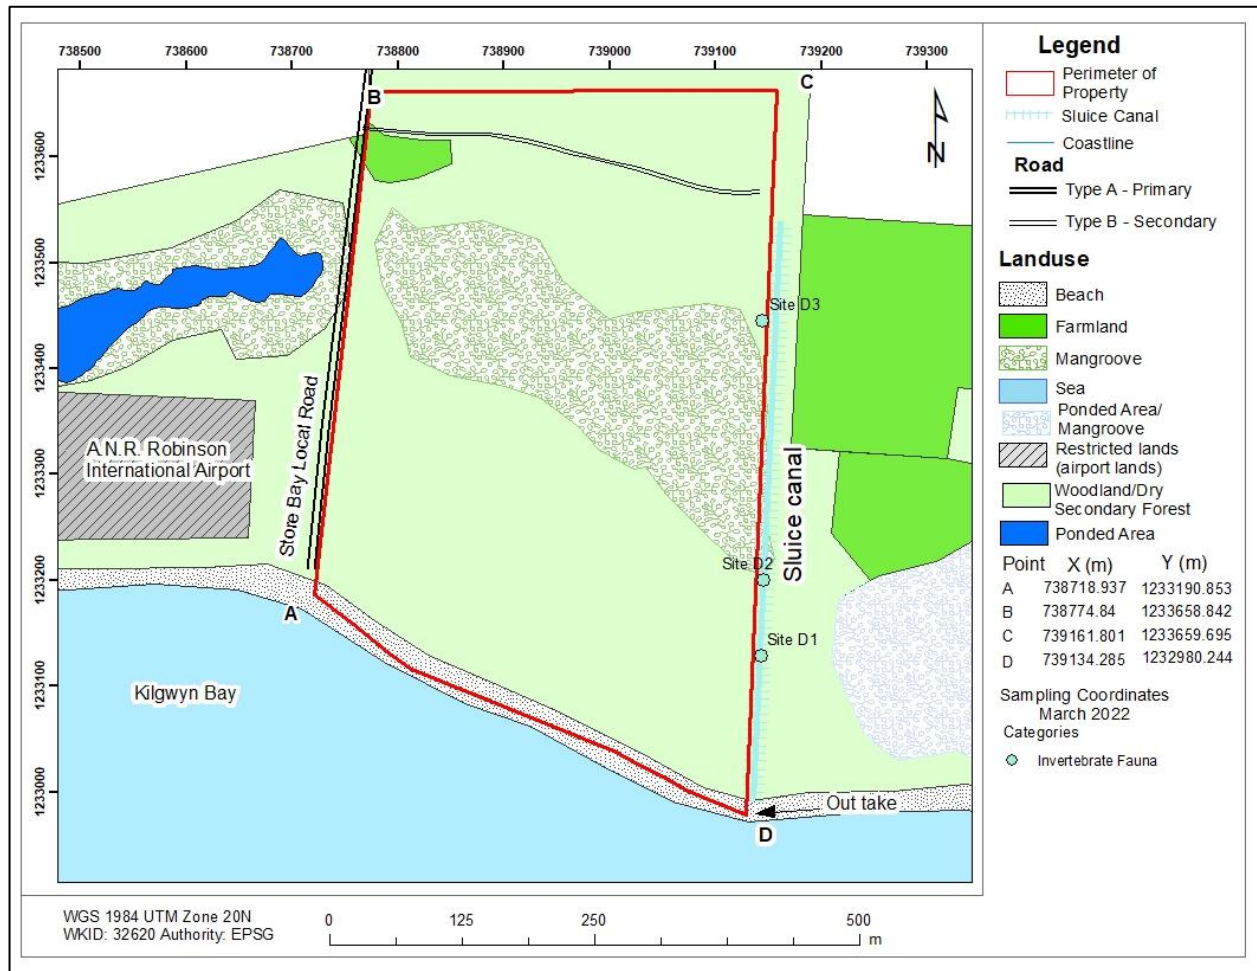 738500 738600 738700 738800 738900 739000 739100 739200 739300
1233600
1233500
1233400
1233300
1233200
1233100
1233000
B
C
N
Site D3
A.N.R. Robinson
International Airport
Store Bay Local Road
Sluice canal
Site D2
Site D1
A
Kilgwyn Bay
Out take
D
Legend
Perimeter of
Property
Sluice Canal
Coastline
Road
Type A - Primary
Type B - Secondary
Landuse
Beach
Farmland
Mangroove
Sea
Ponded Area/
Mangroove
Restricted lands
(airport lands)
Woodland/Dry
Secondary Forest
Ponded Area
Point X (m) Y (m)
A 738718.937 1233190.853
B 738774.84 1233658.842
C 739161.801 1233659.695
D 739134.285 1232980.244
Sampling Coordinates
March 2022
Categories
Invertebrate Fauna
WGS 1984 UTM Zone 20N
WKID: 32620 Authority: EPSG
0 125 250 500
m